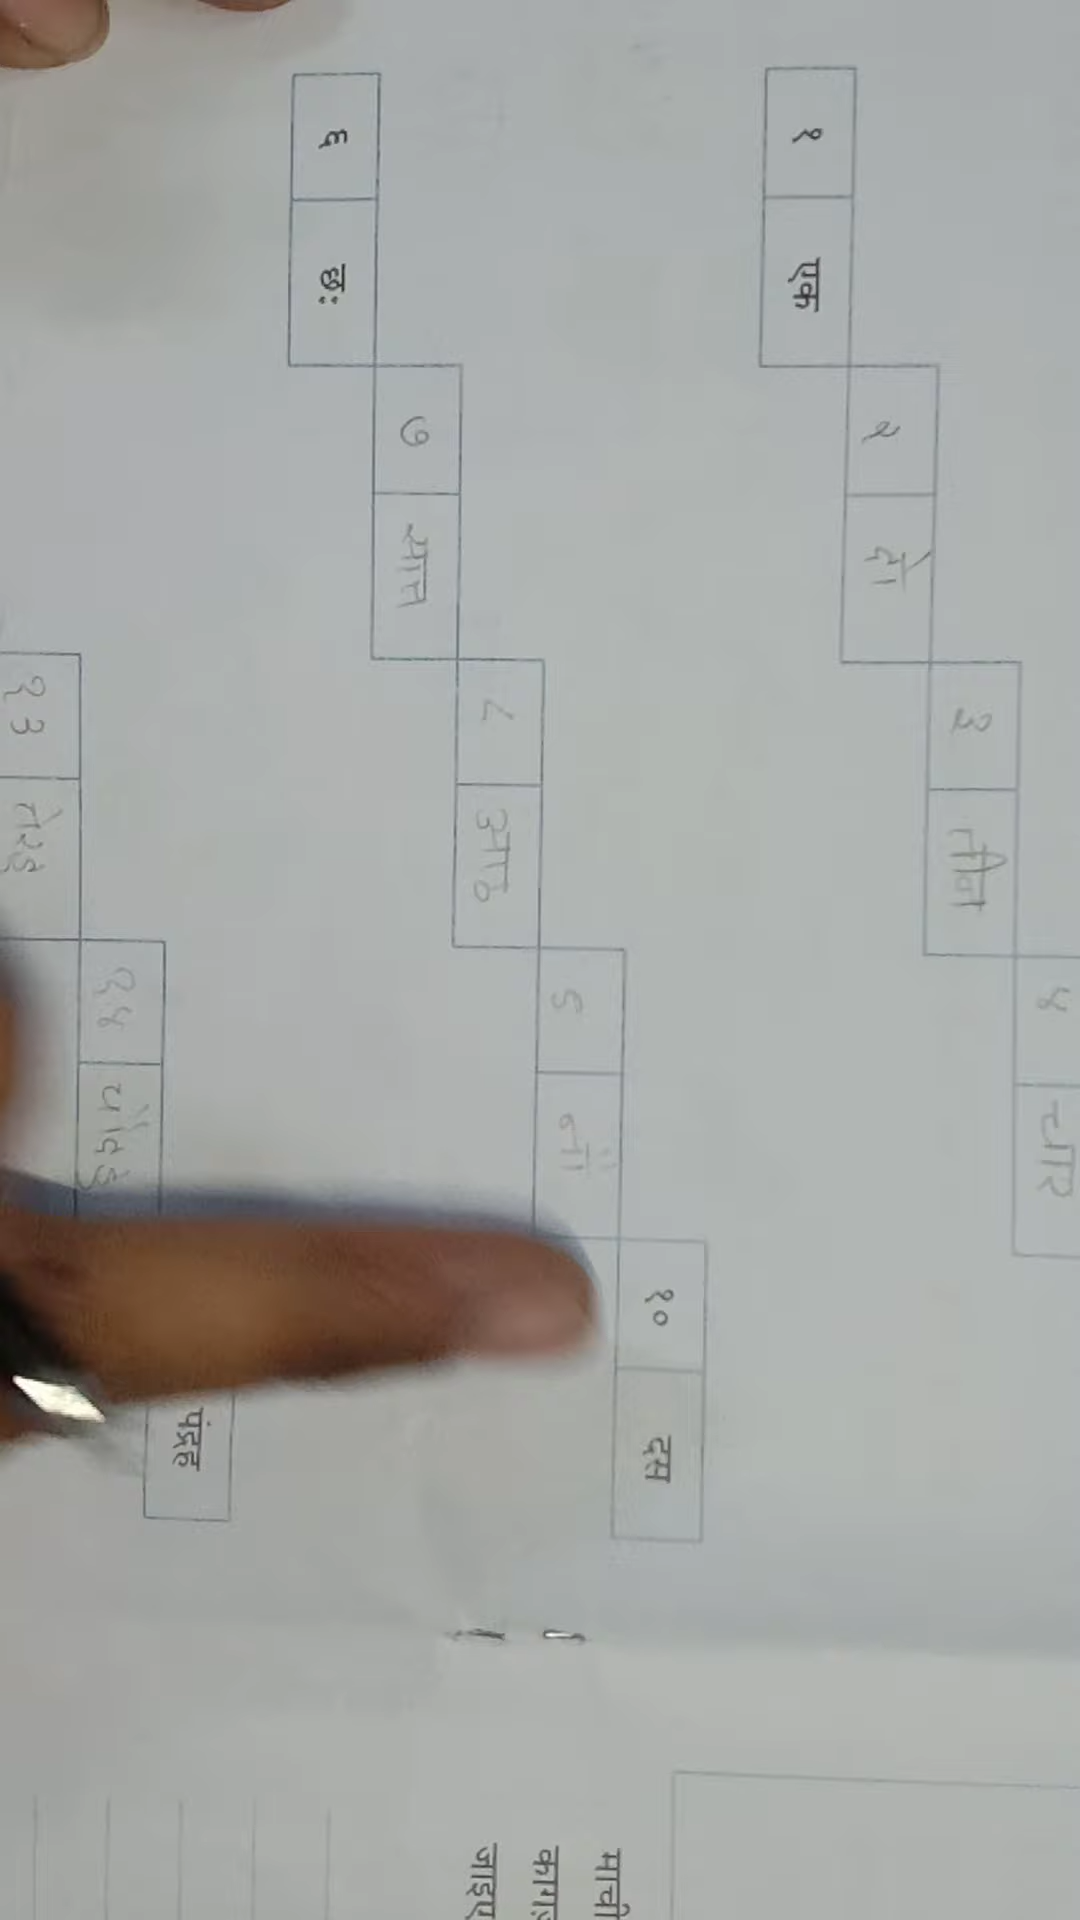 १ एक
२ दो
३ तीन
४ चार
६ छः
७ सात
८ आठ
९ नौ
१० दस
१३ तेरह
१४ चौदह
पंद्रह